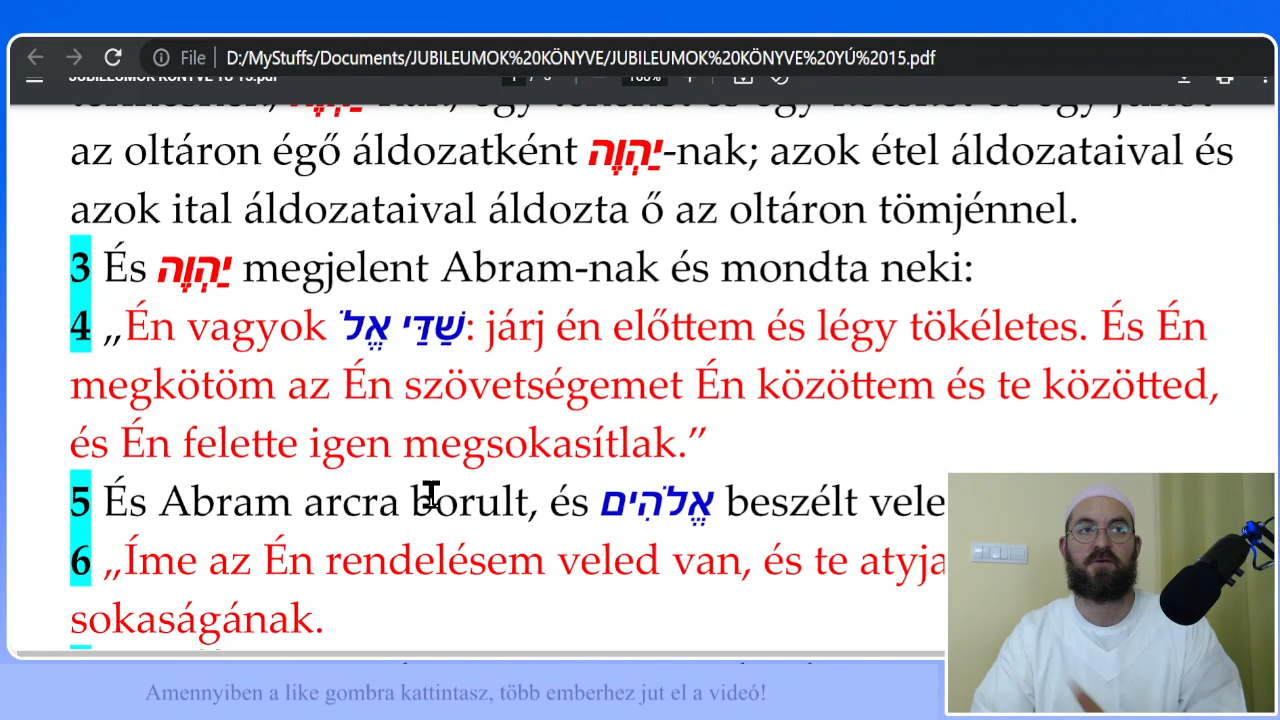 File D:/MyStuffs/Documents/JUBILEUMOK%20KÖNYVE/JUBILEUMOK%20KÖNYVE%20YÚ%2015.pdf
az oltáron égő áldozatként יַהְוֶה-nak; azok étel áldozataival és
azok ital áldozataival áldozta ő az oltáron tömjénnel.
3 És יַהְוֶה megjelent Abram-nak és mondta neki:
4 „Én vagyok שַׁדַּי אֱלֹ: járj én előttem és légy tökéletes. És Én
megkötöm az Én szövetségemet Én közöttem és te közötted,
és Én felette igen megsokasítlak.”
5 És Abram arcra borult, és אֱלֹהִים beszélt vele
6 „Íme az Én rendelésem veled van, és te atyja
sokaságának.
Amennyiben a like gombra kattintasz, több emberhez jut el a videó!